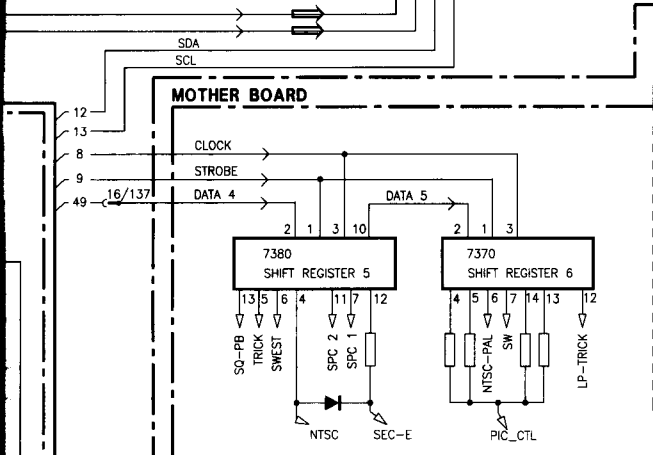 SDA
SCL
MOTHER BOARD
12
13
8 CLOCK
9 STROBE
49 16/137 DATA 4 DATA 5
2 1 3 10 2 1 3
7380 7370
SHIFT REGISTER 5 SHIFT REGISTER 6
13 5 6 4 11 7 12 4 5 6 7 14 13 12
SQ-PB TRICK SWEST SPC 2 SPC 1 NTSC-PAL SW LP-TRICK
NTSC SEC-E PIC_CTL